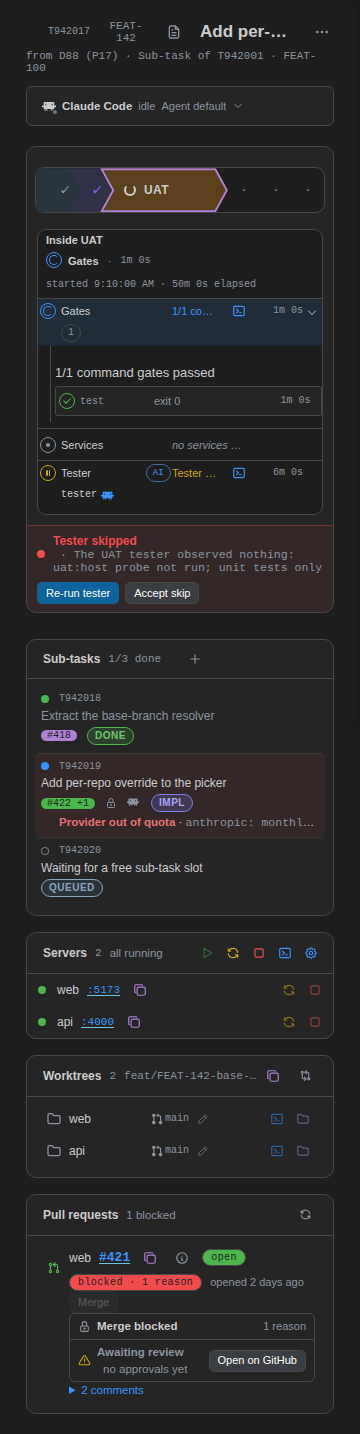 T942017 FEAT-142 Add per-…
from D88 (P17) · Sub-task of T942001 · FEAT-
100
Claude Code idle Agent default
✓ ✓ UAT · · ·
Inside UAT
Gates · 1m 0s
started 9:10:00 AM · 50m 0s elapsed
Gates 1/1 co… 1m 0s
1
1/1 command gates passed
test exit 0 1m 0s
Services no services …
Tester AI Tester … 6m 0s
tester
Tester skipped
· The UAT tester observed nothing:
uat:host probe not run; unit tests only
Re-run tester Accept skip
Sub-tasks 1/3 done
T942018
Extract the base-branch resolver
#418 DONE
T942019
Add per-repo override to the picker
#422 +1 IMPL
Provider out of quota · anthropic: monthl…
T942020
Waiting for a free sub-task slot
QUEUED
Servers 2 all running
web :5173
api :4000
Worktrees 2 feat/FEAT-142-base-…
web main
api main
Pull requests 1 blocked
web #421 open
blocked · 1 reason opened 2 days ago
Merge
Merge blocked 1 reason
Awaiting review
no approvals yet
Open on GitHub
2 comments